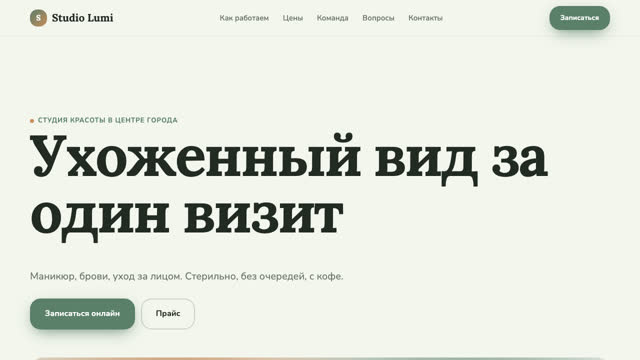 S Studio Lumi
Как работаем Цены Команда Вопросы Контакты
Записаться
СТУДИЯ КРАСОТЫ В ЦЕНТРЕ ГОРОДА
Ухоженный вид за
один визит
Маникюр, брови, уход за лицом. Стерильно, без очередей, с кофе.
Записаться онлайн
Прайс